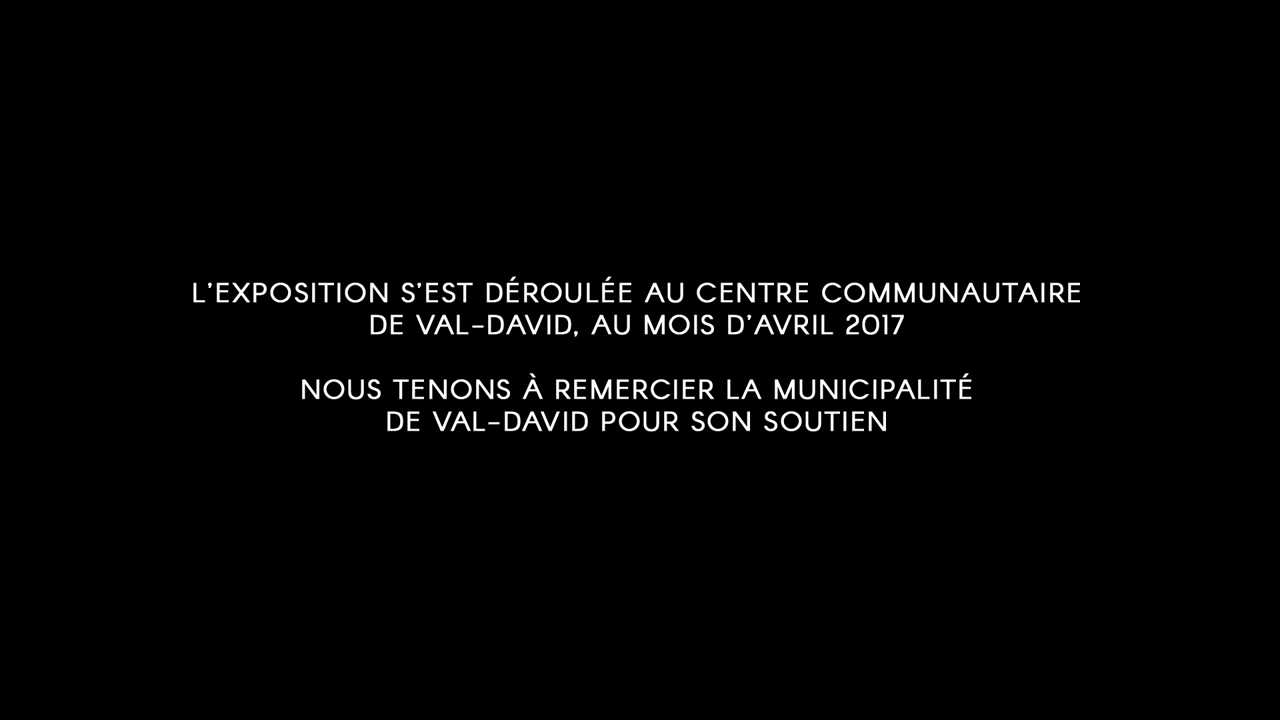 L’EXPOSITION S’EST DÉROULÉE AU CENTRE COMMUNAUTAIRE
DE VAL-DAVID, AU MOIS D’AVRIL 2017
NOUS TENONS À REMERCIER LA MUNICIPALITÉ
DE VAL-DAVID POUR SON SOUTIEN